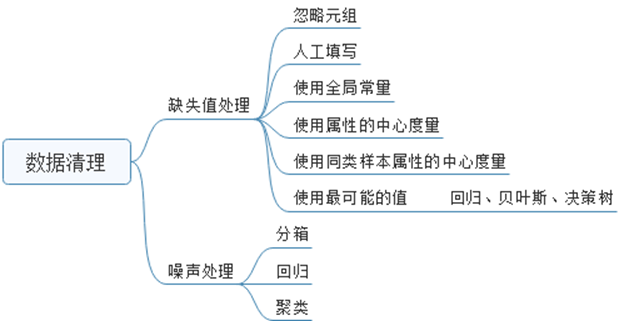 数据清理
缺失值处理
忽略元组
人工填写
使用全局常量
使用属性的中心度量
使用同类样本属性的中心度量
使用最可能的值 回归、贝叶斯、决策树
噪声处理
分箱
回归
聚类